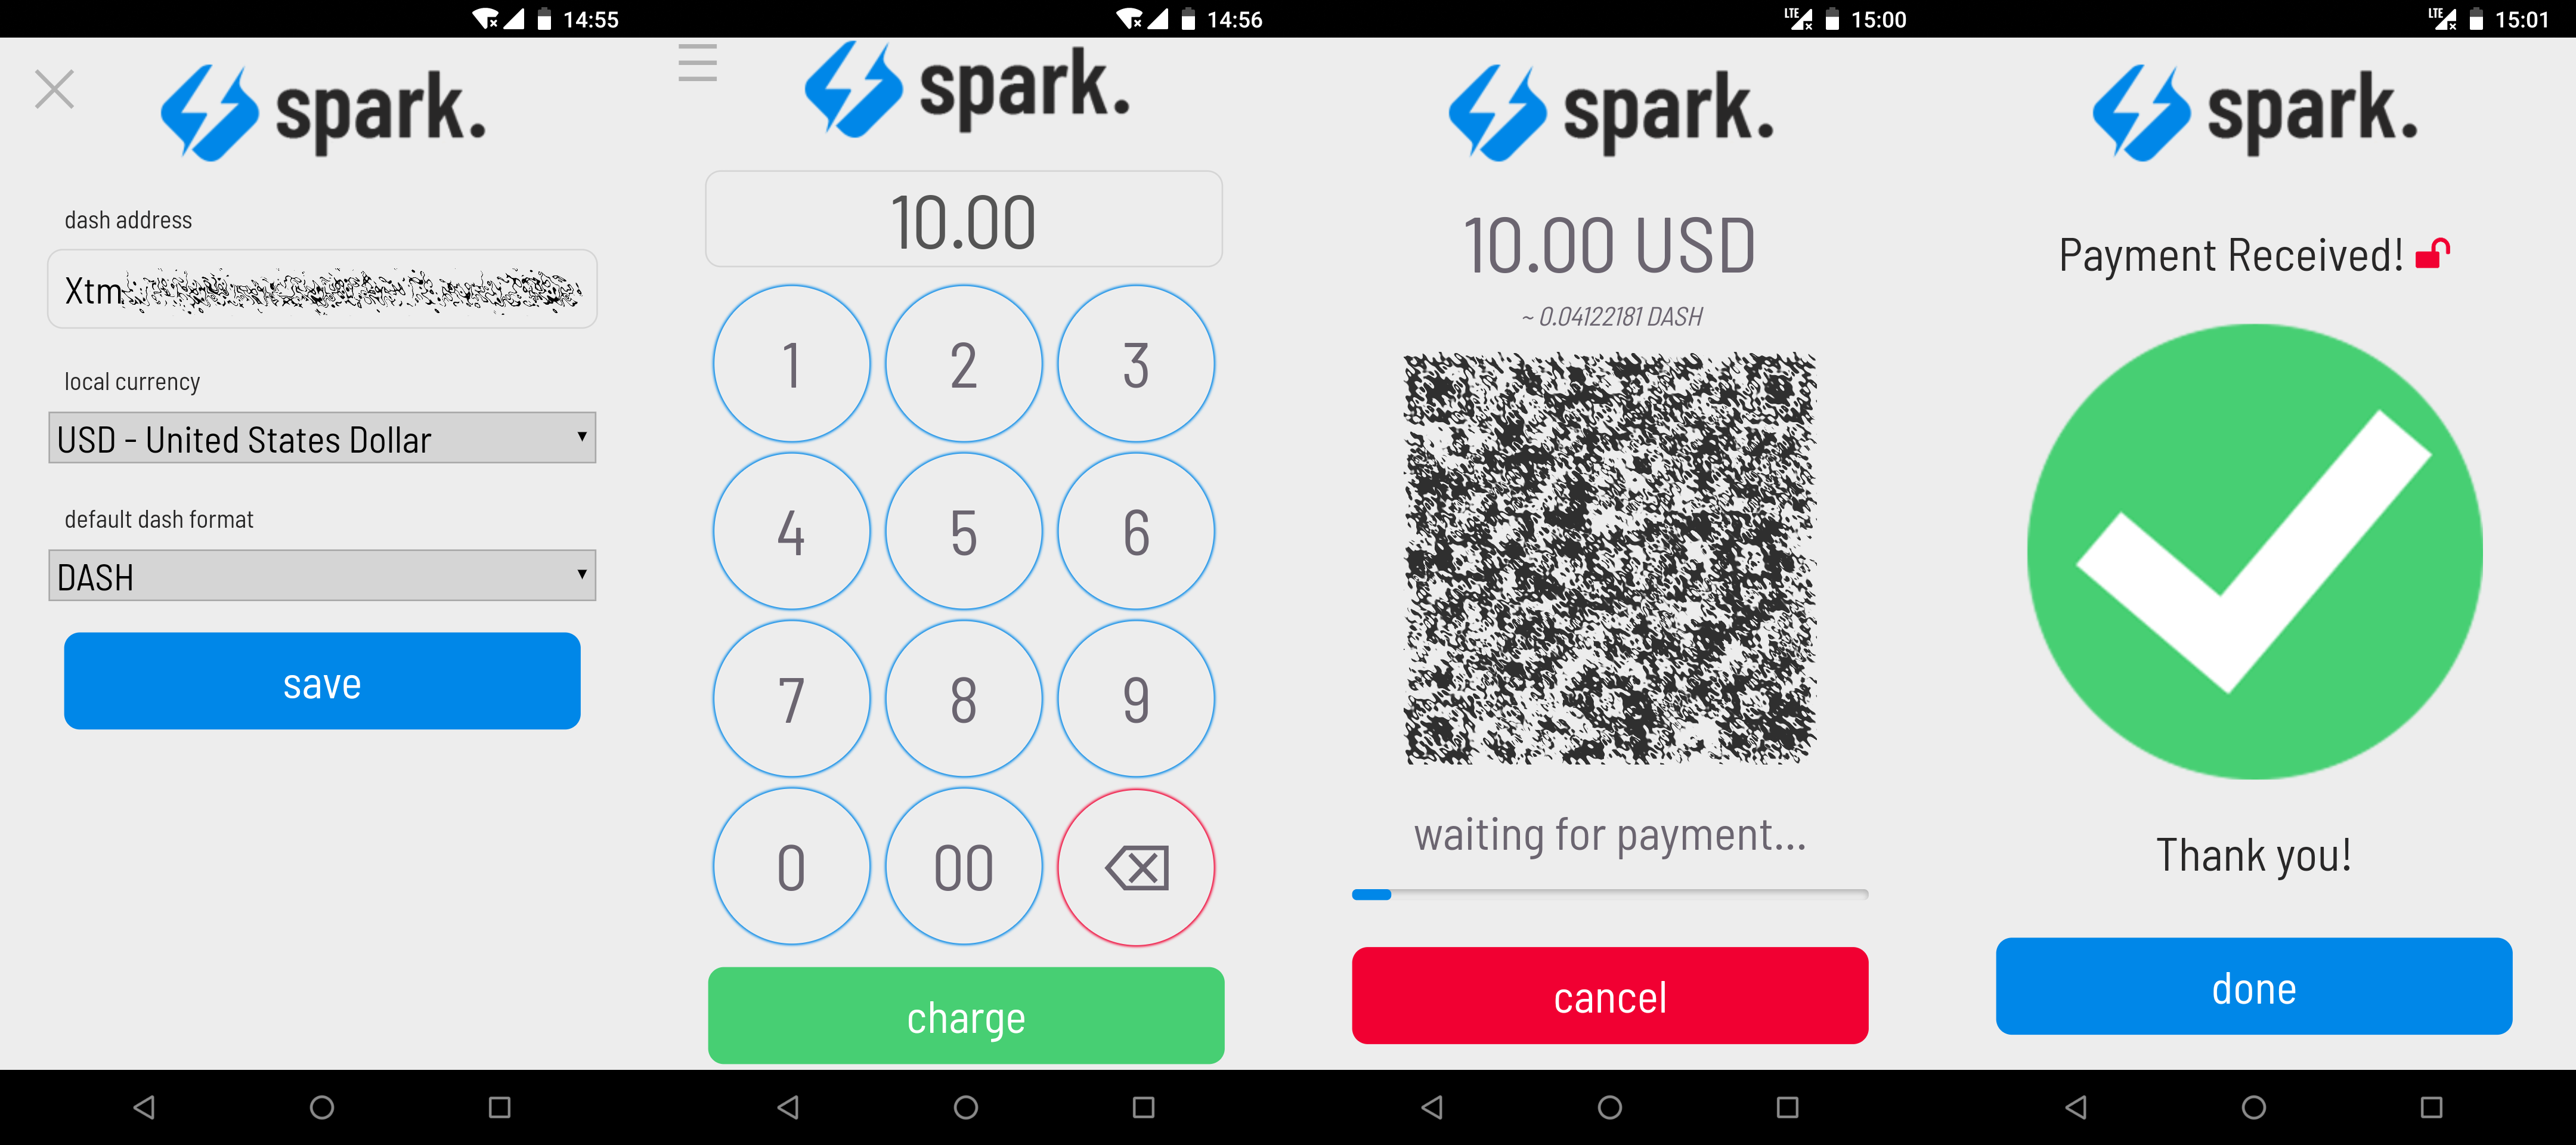 14:55
spark.
dash address
Xtm
local currency
USD - United States Dollar
default dash format
DASH
save
14:56
spark.
10.00
1 2 3
4 5 6
7 8 9
0 00
charge
LTE 15:00
spark.
10.00 USD
~ 0.04122181 DASH
waiting for payment...
cancel
LTE 15:01
spark.
Payment Received!
Thank you!
done